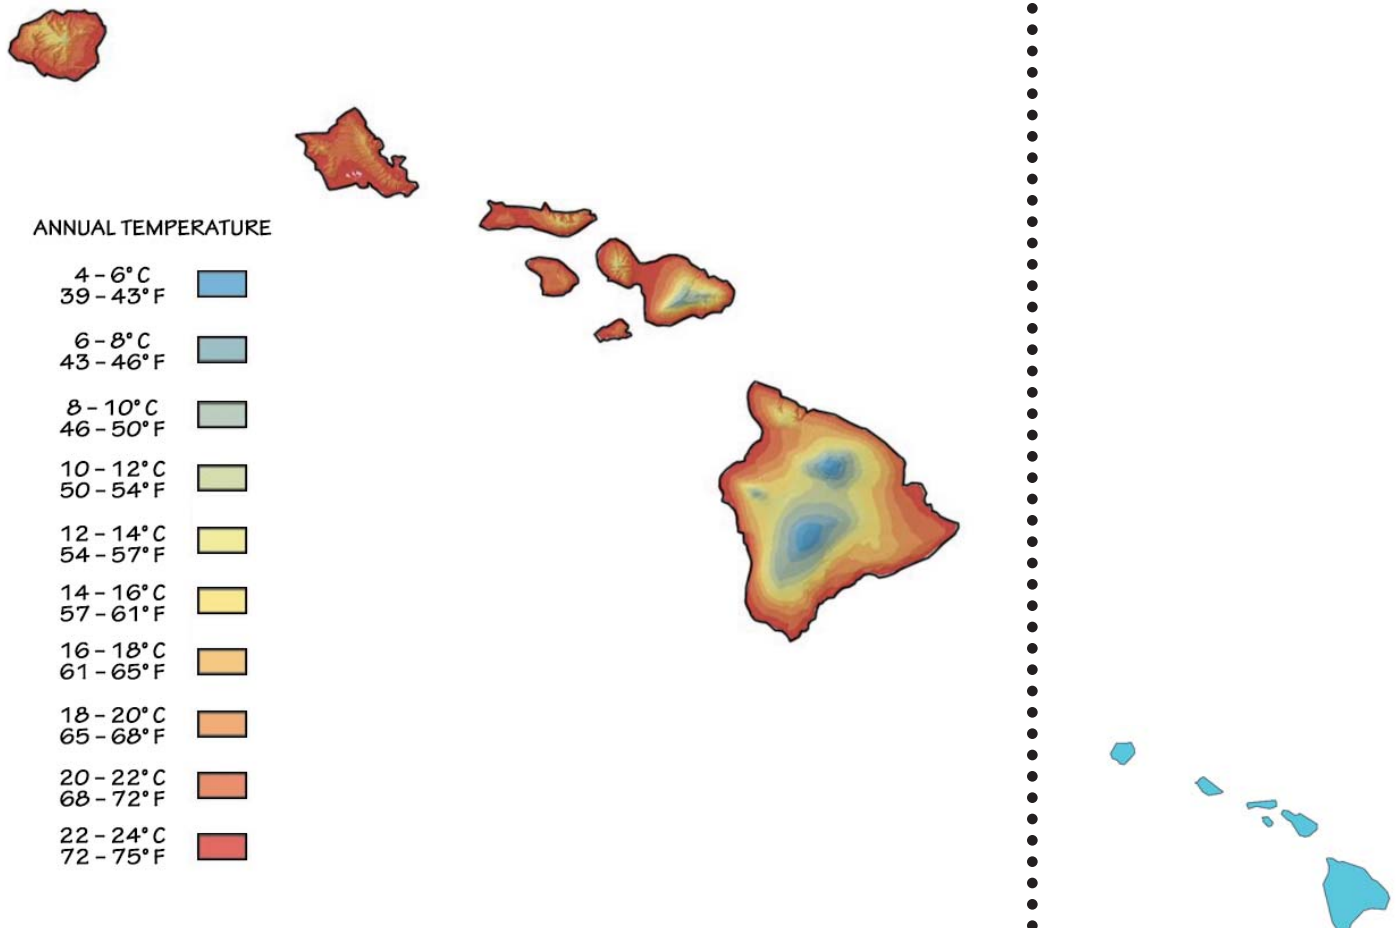 ANNUAL TEMPERATURE
4 – 6° C
39 – 43° F
6 – 8° C
43 – 46° F
8 – 10° C
46 – 50° F
10 – 12° C
50 – 54° F
12 – 14° C
54 – 57° F
14 – 16° C
57 – 61° F
16 – 18° C
61 – 65° F
18 – 20° C
65 – 68° F
20 – 22° C
68 – 72° F
22 – 24° C
72 – 75° F